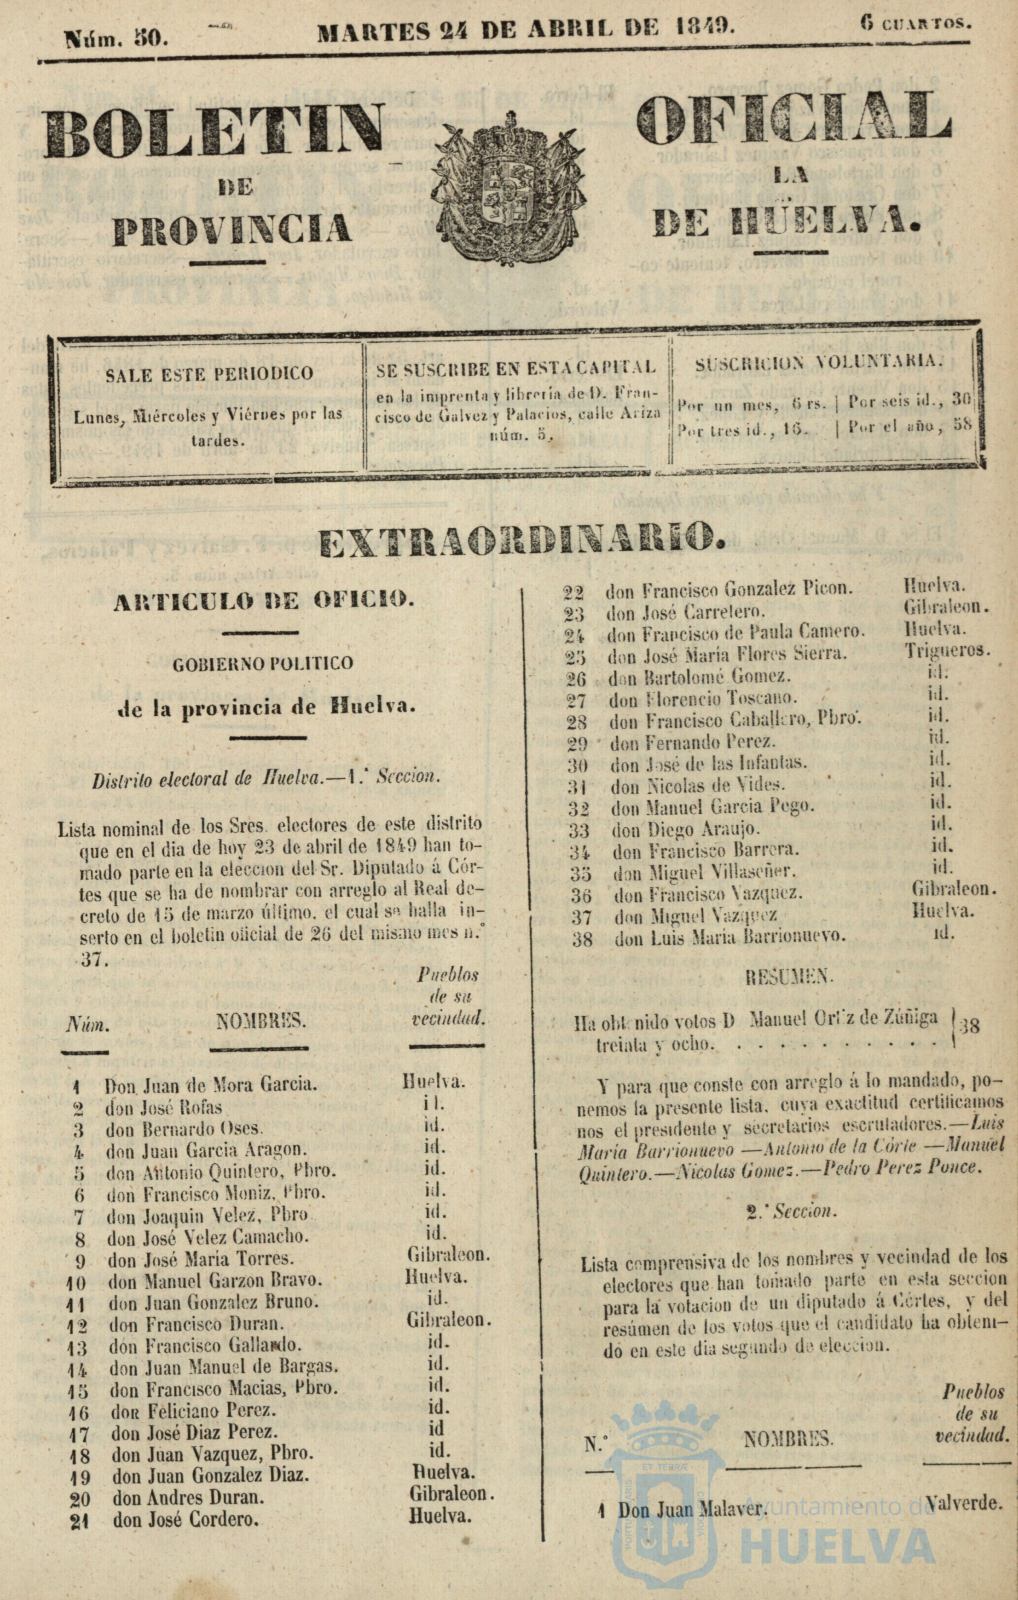 Núm. 50.
MARTES 24 DE ABRIL DE 1849.
6 CUARTOS.
BOLETIN OFICIAL
DE LA
PROVINCIA DE HUELVA.
SALE ESTE PERIODICO
Lunes, Miércoles y Viérnes por las
tardes.
SE SUSCRIBE EN ESTA CAPITAL
en la imprenta y librería de D. Fran-
cisco de Galvez y Palacios, calle Ariza
núm. 5.
SUSCRICION VOLUNTARIA.
Por un mes, 6 rs. | Por seis id., 30
Por tres id., 16. | Por el año, 58
EXTRAORDINARIO.
ARTICULO DE OFICIO.
GOBIERNO POLITICO
de la provincia de Huelva.
Distrito electoral de Huelva.—1.ª Seccion.
Lista nominal de los Sres. electores de este distrito
que en el dia de hoy 23 de abril de 1849 han to-
mado parte en la eleccion del Sr. Diputado á Cór-
tes que se ha de nombrar con arreglo al Real de-
creto de 15 de marzo último, el cual se halla in-
serto en el boletin oficial de 26 del mismo mes n.º
37.
Núm. NOMBRES. Pueblos
de su
vecindad.
1 Don Juan de Mora Garcia. Huelva.
2 don José Rofas id.
3 don Bernardo Oses. id.
4 don Juan Garcia Aragon. id.
5 don Antonio Quintero, Pbro. id.
6 don Francisco Moniz, Pbro. id.
7 don Joaquin Velez, Pbro id.
8 don José Velez Camacho. id.
9 don José María Torres. Gibraleon.
10 don Manuel Garzon Bravo. Huelva.
11 don Juan Gonzalez Bruno. id.
12 don Francisco Duran. Gibraleon.
13 don Francisco Gallardo. id.
14 don Juan Manuel de Bargas. id.
15 don Francisco Macias, Pbro. id.
16 don Feliciano Perez. id.
17 don José Diaz Perez. id
18 don Juan Vazquez, Pbro. id.
19 don Juan Gonzalez Diaz. Huelva.
20 don Andres Duran. Gibraleon.
21 don José Cordero. Huelva.
22 don Francisco Gonzalez Picon. Huelva.
23 don José Carretero. Gibraleon.
24 don Francisco de Paula Camero. Huelva.
25 don José María Flores Sierra. Trigueros.
26 don Bartolomé Gomez. id.
27 don Florencio Toscano. id.
28 don Francisco Caballero, Pbro. id.
29 don Fernando Perez. id.
30 don José de las Infantas. id.
31 don Nicolas de Vides. id.
32 don Manuel Garcia Pego. id.
33 don Diego Araujo. id.
34 don Francisco Barrera. id.
35 don Miguel Villaseñer. id.
36 don Francisco Vazquez. Gibraleon.
37 don Miguel Vazquez Huelva.
38 don Luis Maria Barrionuevo. id.
RESUMEN.
Ha obtenido votos D Manuel Ortiz de Zúñiga
treinta y ocho. . . . . . . . . . . 38
Y para que conste con arreglo á lo mandado, po-
nemos la presente lista, cuya exactitud certificamos
nos el presidente y secretarios escrutadores.—Luis
María Barrionuevo —Antonio de la Córte —Manuel
Quintero.—Nicolas Gomez.—Pedro Perez Ponce.
2.ª Seccion.
Lista comprensiva de los nombres y vecindad de los
electores que han tomado parte en esta seccion
para la votacion de un diputado á Córtes, y del
resúmen de los votos que el candidato ha obteni-
do en este dia segundo de eleccion.
N.º NOMBRES. Pueblos
de su
vecindad.
1 Don Juan Malaver. Valverde.
Ayuntamiento de
HUELVA